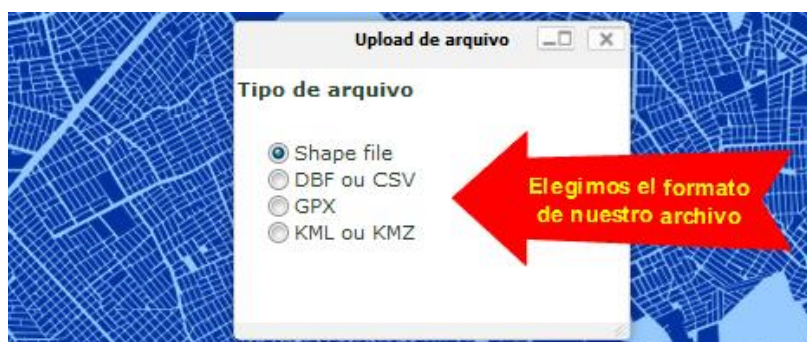 Upload de arquivo
Tipo de arquivo
Shape file
DBF ou CSV
GPX
KML ou KMZ
Elegimos el formato
de nuestro archivo